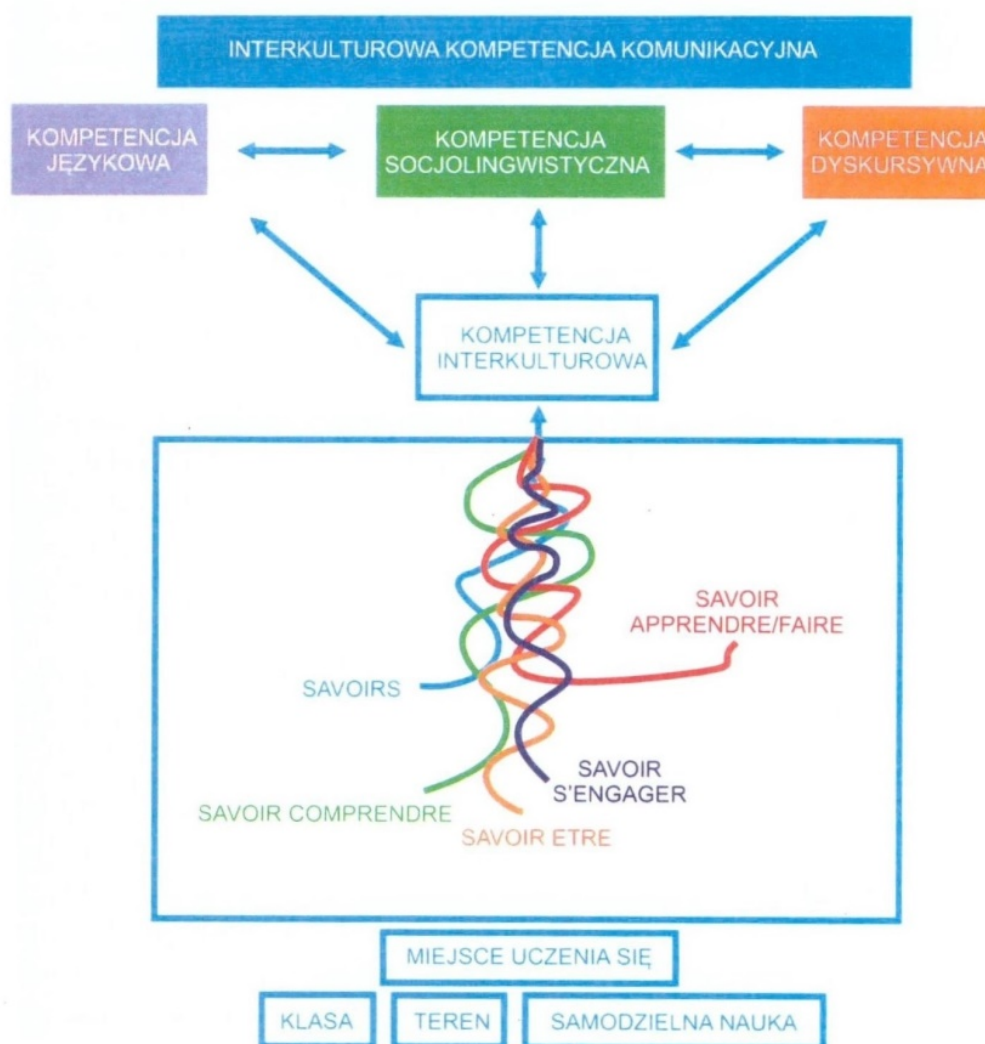 INTERKULTUROWA KOMPETENCJA KOMUNIKACYJNA
KOMPETENCJA
JĘZYKOWA
KOMPETENCJA
SOCJOLINGWISTYCZNA
KOMPETENCJA
DYSKURSYWNA
KOMPETENCJA
INTERKULTUROWA
SAVOIR
APPRENDRE/FAIRE
SAVOIRS
SAVOIR
S'ENGAGER
SAVOIR COMPRENDRE
SAVOIR ETRE
MIEJSCE UCZENIA SIĘ
KLASA
TEREN
SAMODZIELNA NAUKA